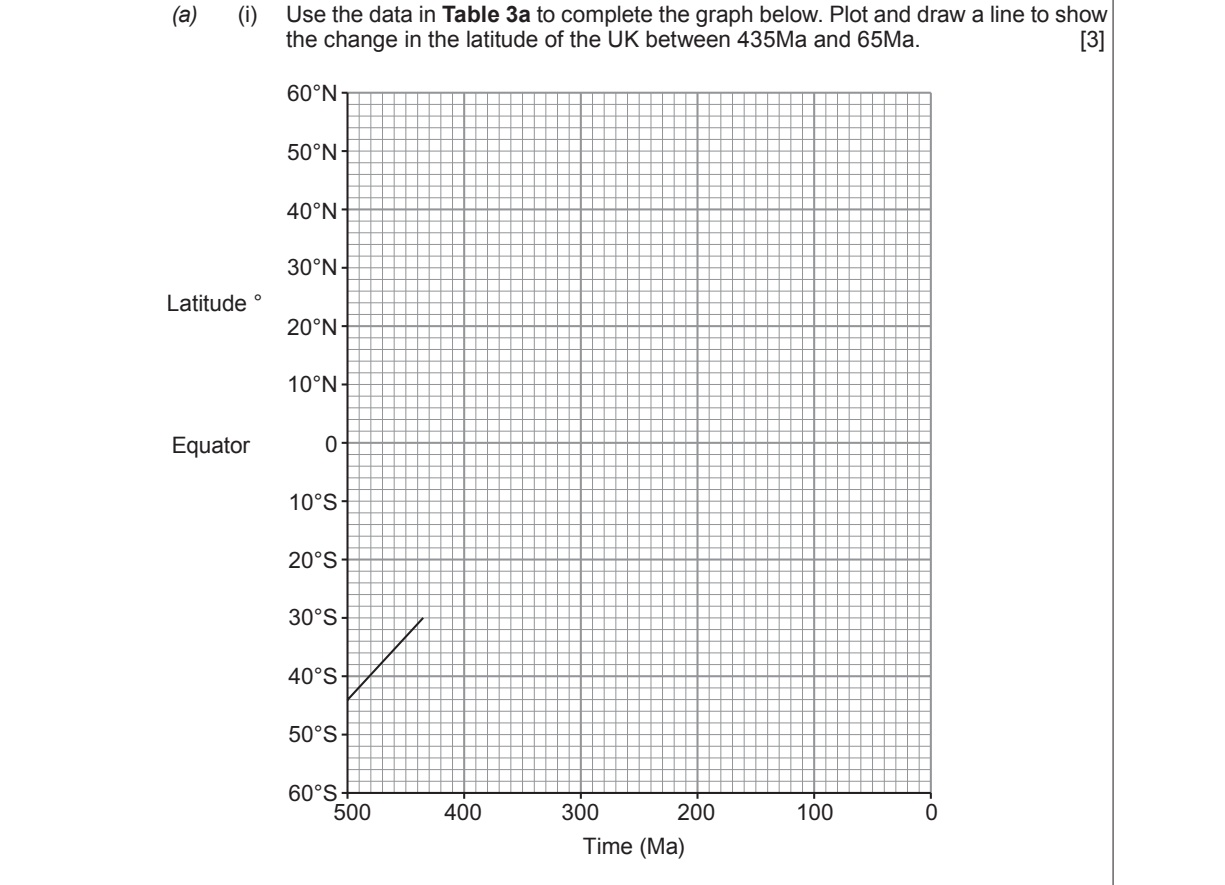 (a) (i) Use the data in Table 3a to complete the graph below. Plot and draw a line to show
the change in the latitude of the UK between 435Ma and 65Ma. [3]
60°N
50°N
40°N
30°N
Latitude °
20°N
10°N
Equator 0
10°S
20°S
30°S
40°S
50°S
60°S
500 400 300 200 100 0
Time (Ma)